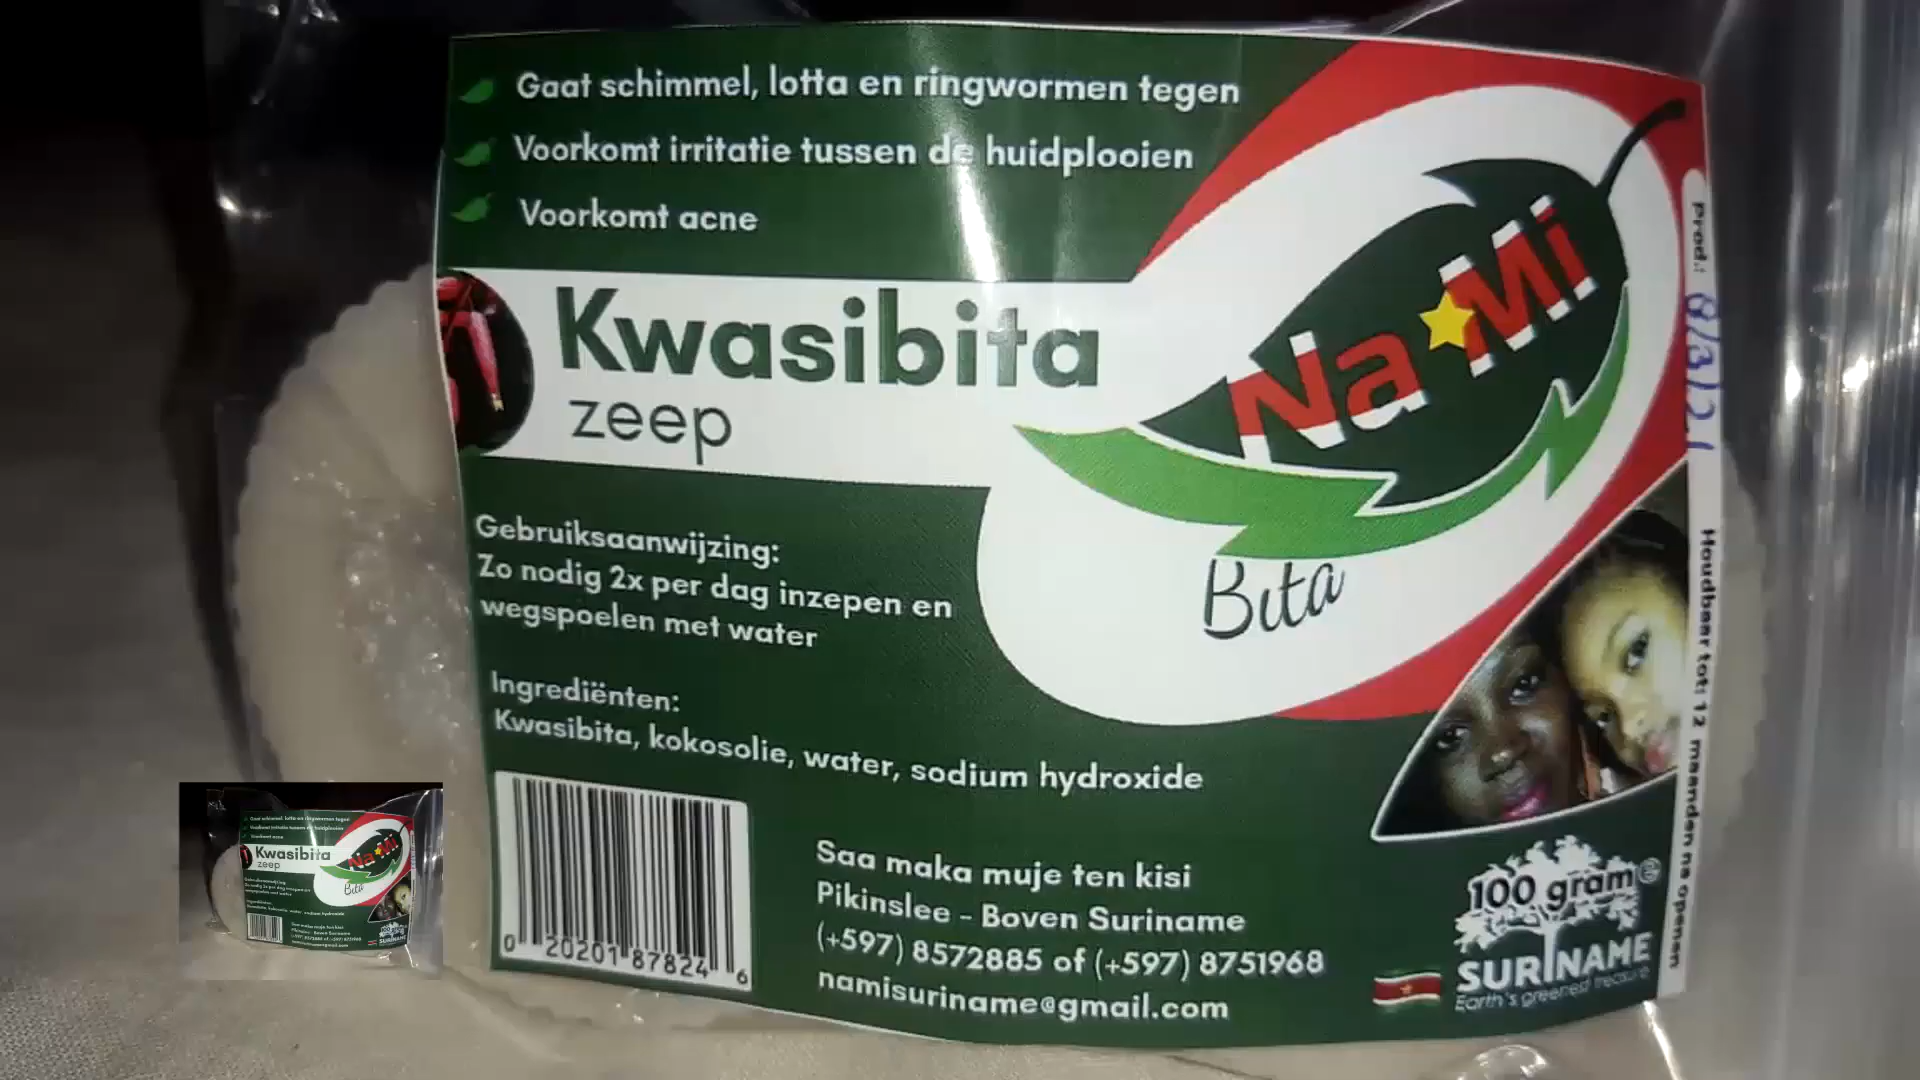 Gaat schimmel, lotta en ringwormen tegen
Voorkomt irritatie tussen de huidplooien
Voorkomt acne
Kwasibita
zeep
Na Mi
Bita
Prod.: 8/3/21
Houdbaar tot: 12 maanden na openen
Gebruiksaanwijzing:
Zo nodig 2x per dag inzepen en
wegspoelen met water
Ingrediënten:
Kwasibita, kokosolie, water, sodium hydroxide
0 20201 87824 6
Saa maka muje ten kisi
Pikinslee - Boven Suriname
(+597) 8572885 of (+597) 8751968
namisuriname@gmail.com
100 gram e
SURINAME
Earth's greenest treasure